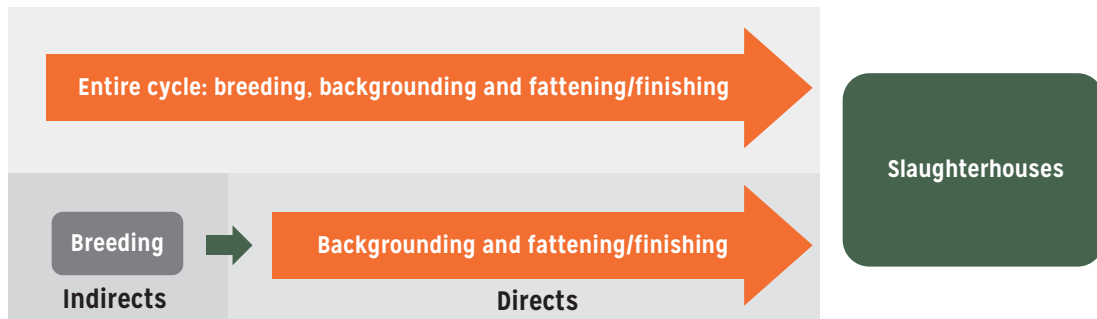 Entire cycle: breeding, backgrounding and fattening/finishing
Slaughterhouses
Breeding
Backgrounding and fattening/finishing
Indirects
Directs